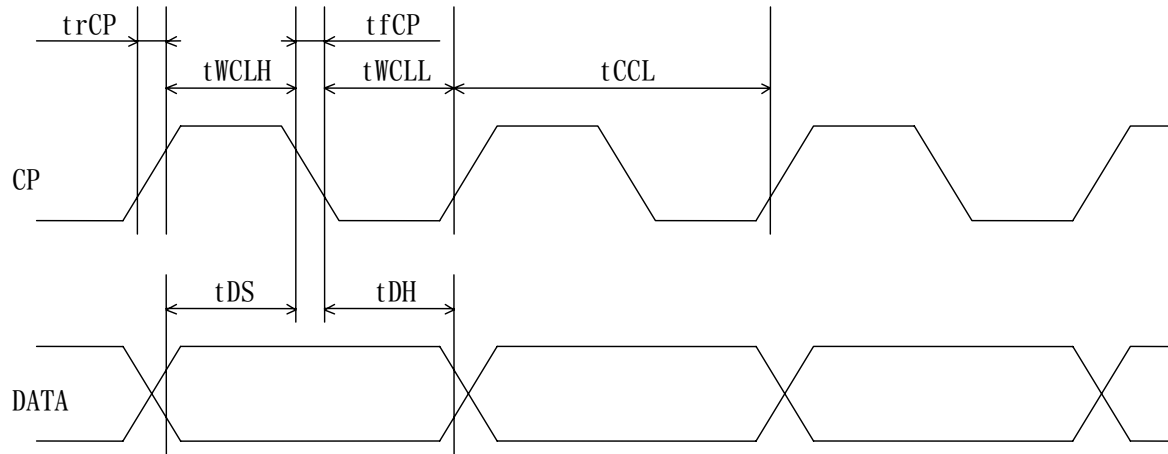 trCP
tfCP
tWCLH
tWCLL
tCCL
CP
tDS
tDH
DATA